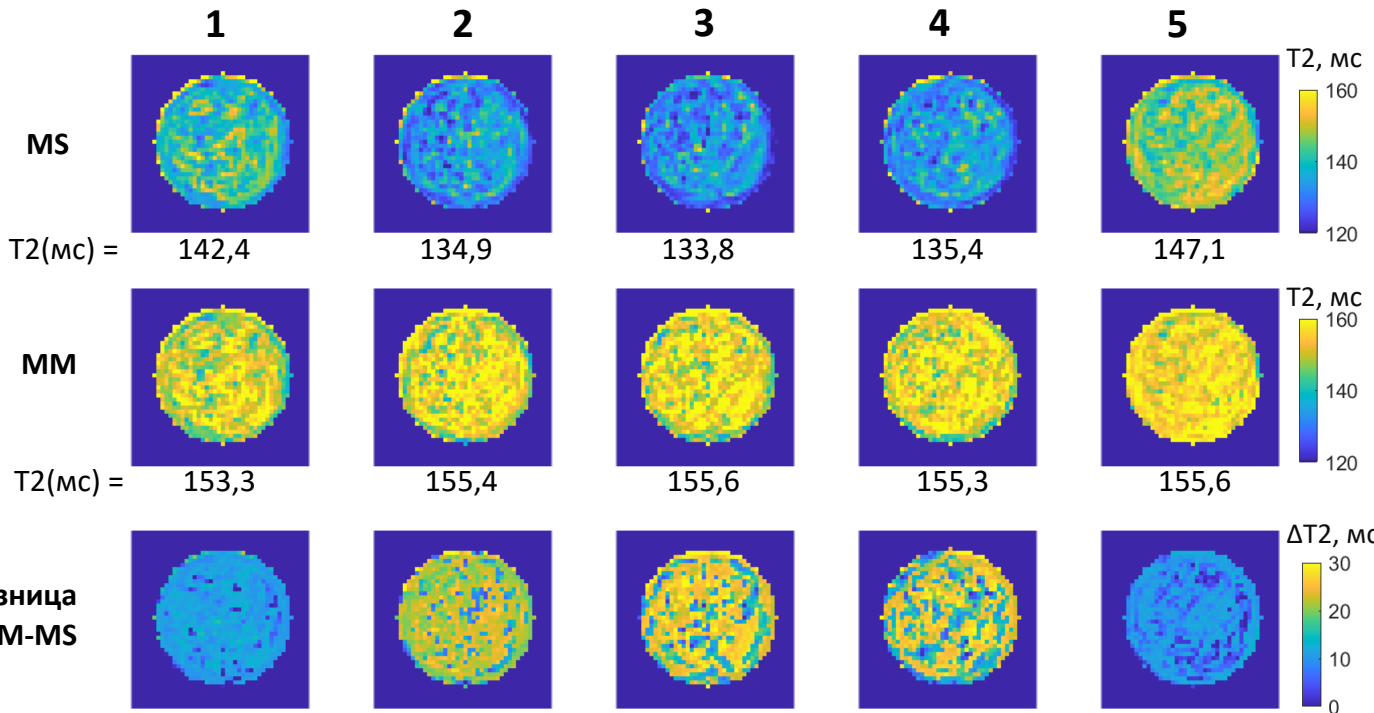 1 2 3 4 5
T2, мс
160
MS
140
120
T2(мс) = 142,4 134,9 133,8 135,4 147,1
T2, мс
160
MM
140
120
T2(мс) = 153,3 155,4 155,6 155,3 155,6
ΔT2, мс
30
зница
20
M-MS
10
0